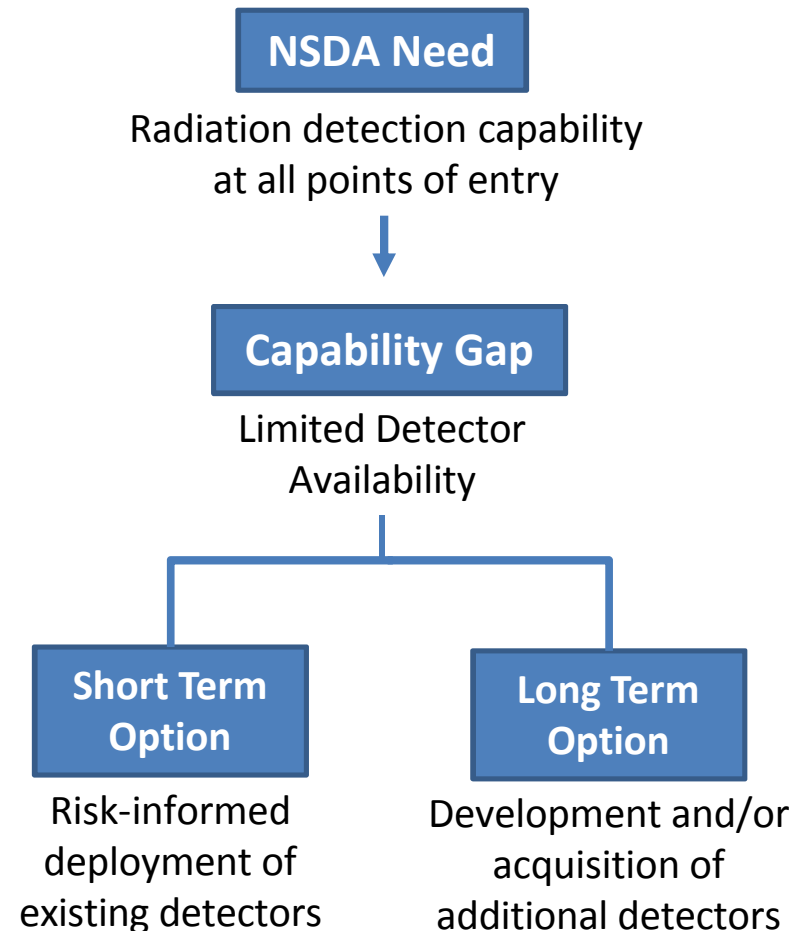 NSDA Need
Radiation detection capability
at all points of entry
Capability Gap
Limited Detector
Availability
Short Term
Option
Risk-informed
deployment of
existing detectors
Long Term
Option
Development and/or
acquisition of
additional detectors